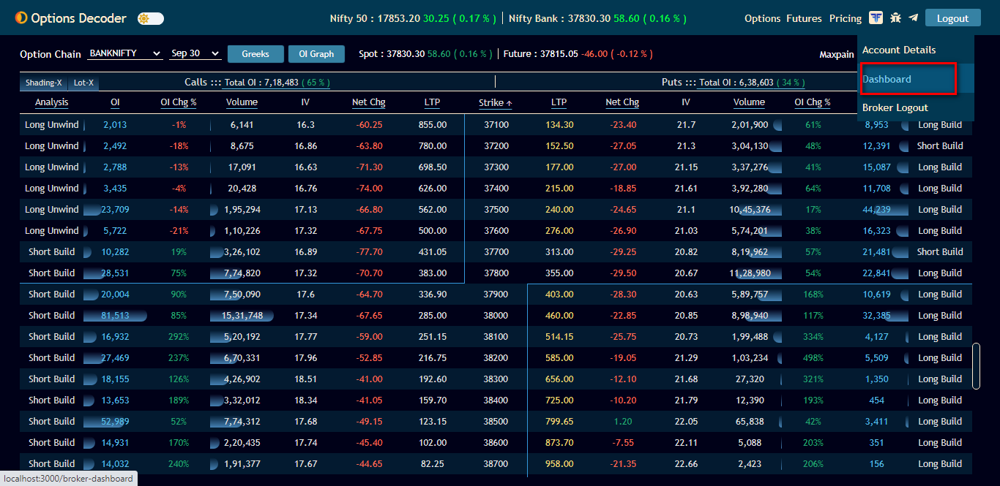 Options Decoder Nifty 50 : 17853.20 30.25 ( 0.17 % ) | Nifty Bank : 37830.30 58.60 ( 0.16 % ) Options Futures Pricing Logout
Account Details
Dashboard
Broker Logout
Option Chain BANKNIFTY Sep 30 Greeks OI Graph Spot : 37830.30 58.60 ( 0.16 % ) | Future : 37815.05 -46.00 ( -0.12 % ) Maxpain
Shading-X Lot-X Calls ::: Total OI : 7,18,483 ( 65 % ) | Puts ::: Total OI : 6,38,603 ( 34 % )
Analysis OI OI Chg % Volume IV Net Chg LTP Strike ↑ LTP Net Chg IV Volume OI Chg %
Long Unwind 2,013 -1% 6,141 16.3 -60.25 855.00 37100 134.30 -23.40 21.7 2,01,900 61% 8,953 Long Build
Long Unwind 2,492 -18% 8,675 16.86 -63.80 780.00 37200 152.50 -27.05 21.3 3,04,130 48% 12,391 Short Build
Long Unwind 2,788 -13% 17,091 16.63 -71.30 698.50 37300 177.00 -27.00 21.15 3,37,276 41% 15,087 Long Build
Long Unwind 3,435 -4% 20,428 16.76 -74.00 626.00 37400 215.00 -18.85 21.61 3,92,280 64% 11,708 Long Build
Long Unwind 23,709 -14% 1,95,294 17.13 -66.80 562.00 37500 240.00 -24.65 21.1 10,45,376 17% 44,239 Long Build
Long Unwind 5,722 -21% 1,10,226 17.32 -67.75 500.00 37600 276.00 -26.90 21.03 5,74,201 38% 16,323 Long Build
Short Build 10,282 19% 3,26,102 16.89 -77.70 431.05 37700 313.00 -29.25 20.82 8,19,962 57% 21,481 Short Build
Short Build 28,531 75% 7,74,820 17.32 -70.70 383.00 37800 355.00 -29.50 20.67 11,28,980 54% 22,841 Long Build
Short Build 20,004 90% 7,50,090 17.6 -64.70 336.90 37900 403.00 -28.30 20.63 5,89,757 168% 10,619 Long Build
Short Build 81,513 85% 15,31,748 17.34 -67.65 285.00 38000 460.00 -22.85 20.85 8,98,940 117% 32,385 Long Build
Short Build 16,932 292% 5,20,192 17.77 -59.00 251.15 38100 514.15 -25.75 20.73 1,99,488 334% 4,127 Long Build
Short Build 27,469 237% 6,70,331 17.96 -52.85 216.75 38200 585.00 -19.05 21.29 1,03,234 498% 5,509 Long Build
Short Build 18,155 126% 4,26,902 18.51 -41.00 192.60 38300 656.00 -12.10 21.68 27,320 321% 1,350 Long Build
Short Build 13,653 189% 3,32,012 18.34 -41.05 159.70 38400 725.00 -10.20 21.79 12,390 193% 454 Long Build
Short Build 52,989 52% 7,74,312 17.68 -49.15 123.15 38500 799.65 1.20 22.05 65,838 42% 3,411 Long Build
Short Build 14,931 170% 2,20,435 17.74 -45.40 102.00 38600 873.70 -7.55 22.11 5,088 203% 351 Long Build
Short Build 14,032 240% 1,91,377 17.67 -44.65 82.25 38700 958.00 -21.35 22.66 2,423 206% 156 Long Build
localhost:3000/broker-dashboard